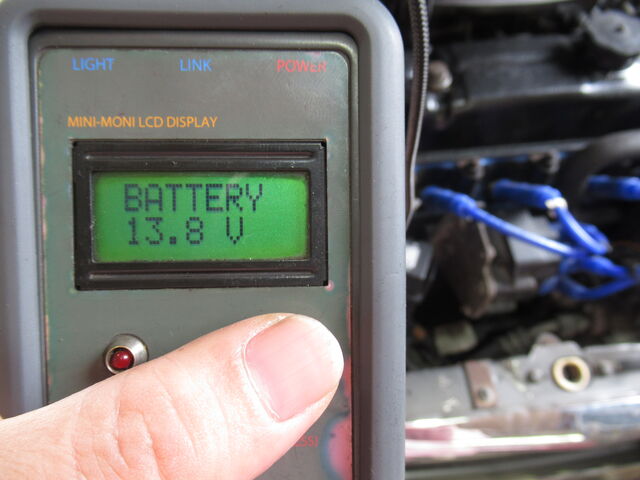 LIGHT LINK POWER
MINI-MONI LCD DISPLAY
BATTERY
13.8 V